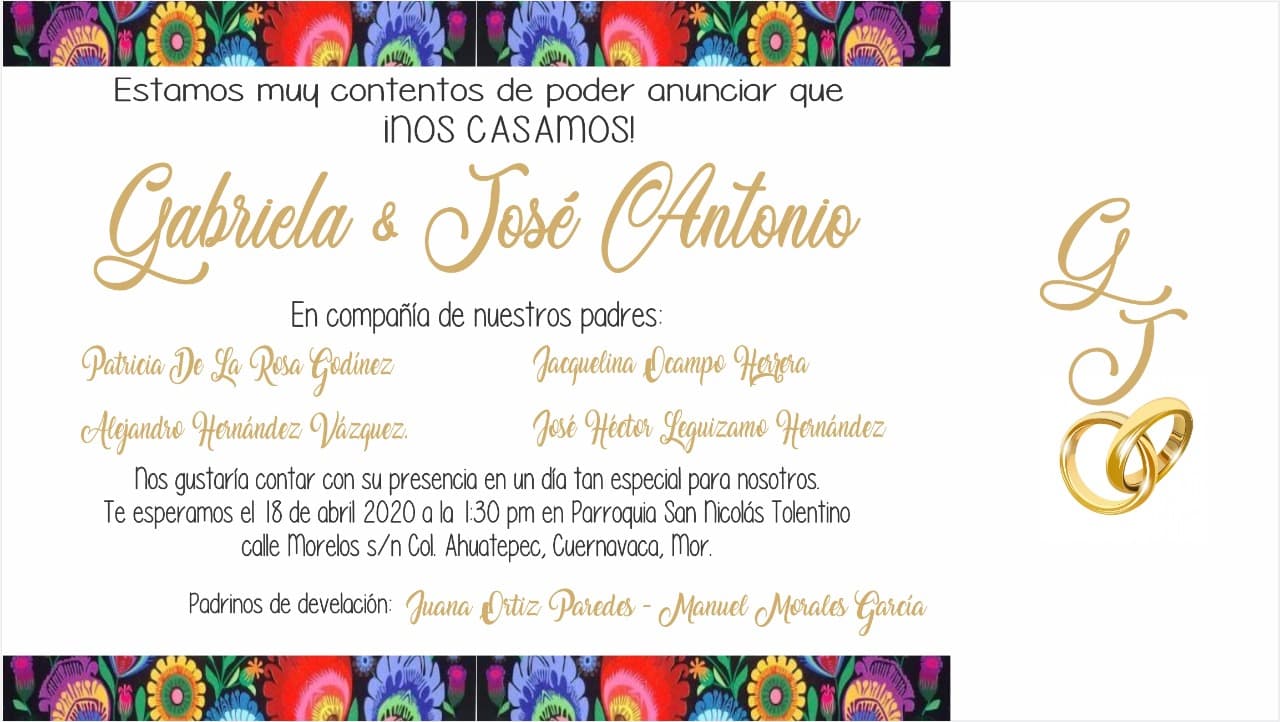 Estamos muy contentos de poder anunciar que
¡NOS CASAMOS!
Gabriela & José Antonio
En compañía de nuestros padres:
Patricia De La Rosa Godínez
Jacquelina Ocampo Herrera
Alejandro Hernández Vázquez.
José Héctor Leguizamo Hernández
Nos gustaría contar con su presencia en un día tan especial para nosotros.
Te esperamos el 18 de abril 2020 a la 1:30 pm en Parroquia San Nicolás Tolentino
calle Morelos s/n Col. Ahuatepec, Cuernavaca, Mor.
Padrinos de develación: Juana Ortiz Paredes - Manuel Morales García
G
J